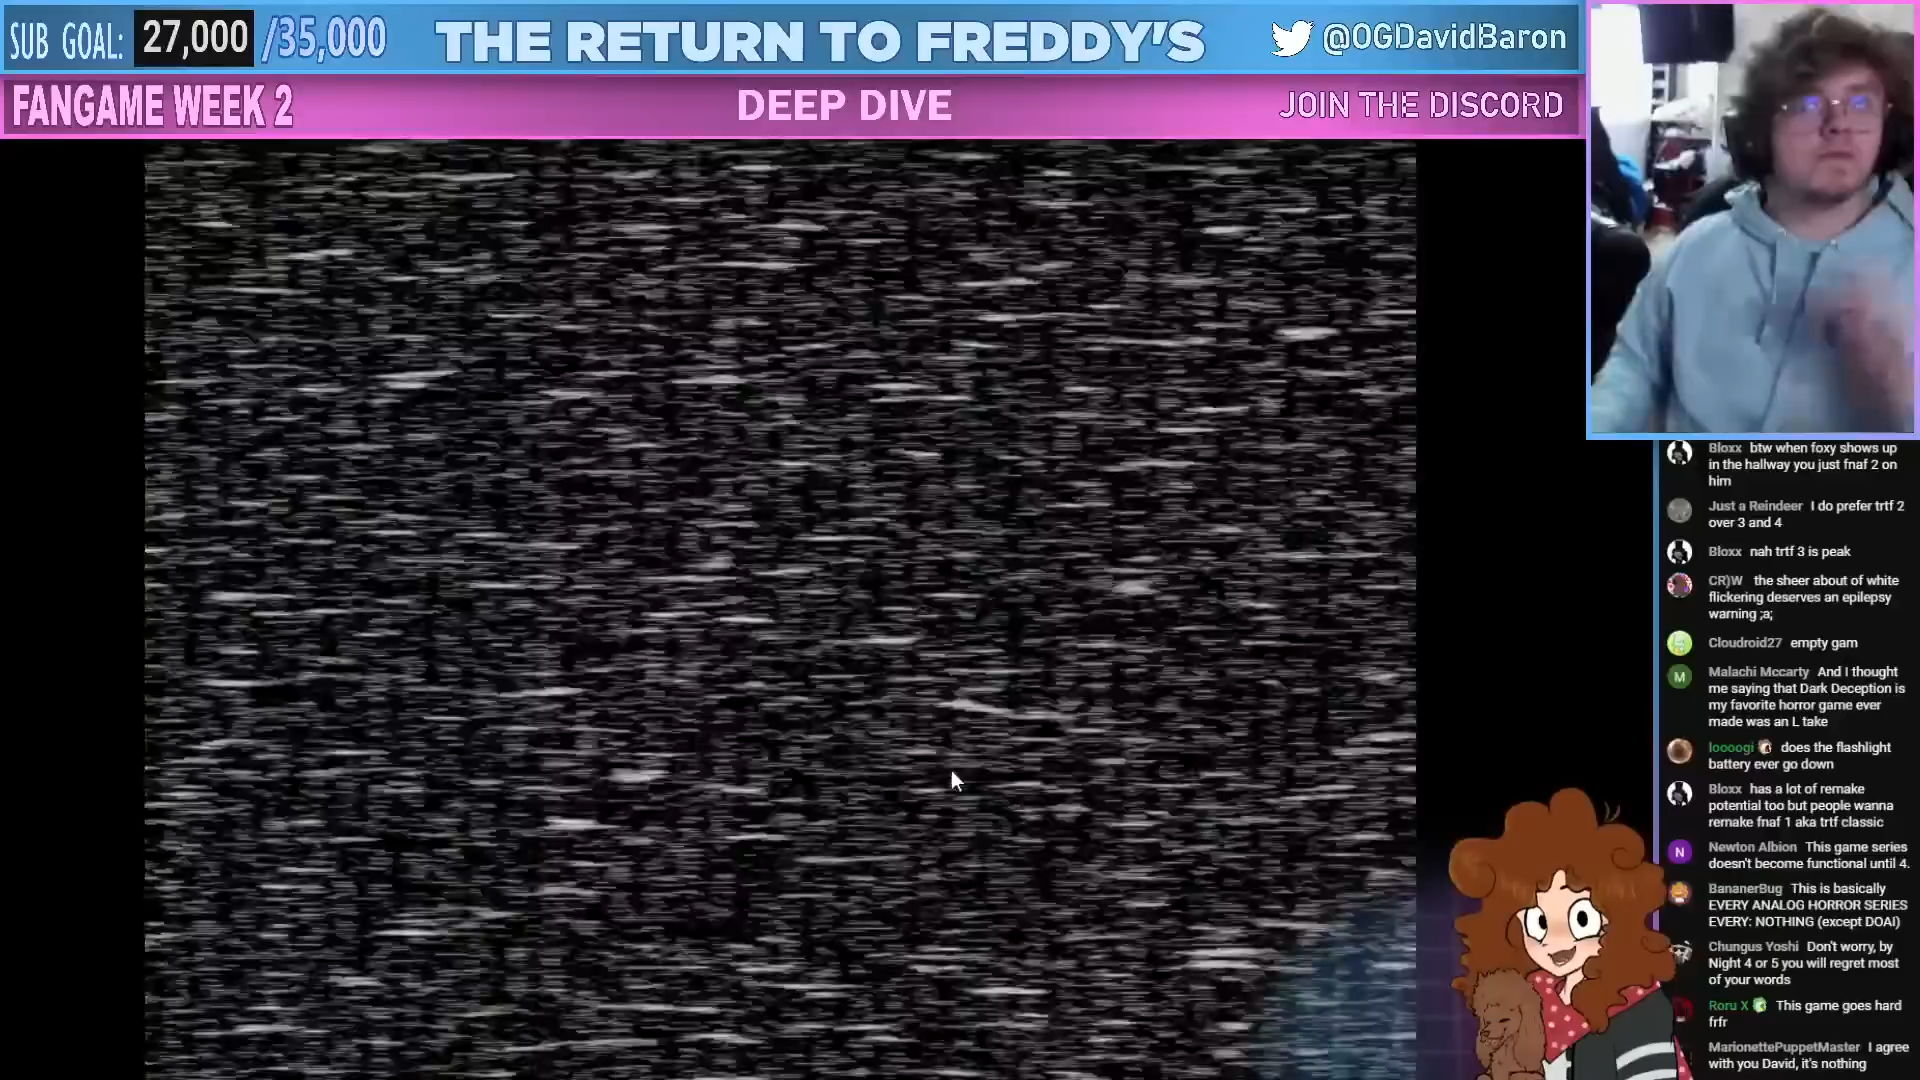 SUB GOAL: 27,000 /35,000
THE RETURN TO FREDDY'S
@OGDavidBaron
FANGAME WEEK 2
DEEP DIVE
JOIN THE DISCORD
Bloxx btw when foxy shows up
in the hallway you just fnaf 2 on
him
Just a Reindeer I do prefer trtf 2
over 3 and 4
Bloxx nah trtf 3 is peak
CR)W the sheer about of white
flickering deserves an epilepsy
warning ;a;
Cloudroid27 empty gam
M
Malachi Mccarty And I thought
me saying that Dark Deception is
my favorite horror game ever
made was an L take
loooogi does the flashlight
battery ever go down
Bloxx has a lot of remake
potential too but people wanna
remake fnaf 1 aka trtf classic
N
Newton Albion This game series
doesn't become functional until 4.
BananerBug This is basically
EVERY ANALOG HORROR SERIES
EVERY: NOTHING (except DOAI)
Chungus Yoshi Don't worry, by
Night 4 or 5 you will regret most
of your words
Roru X This game goes hard
frfr
MarionettePuppetMaster I agree
with you David, it's nothing